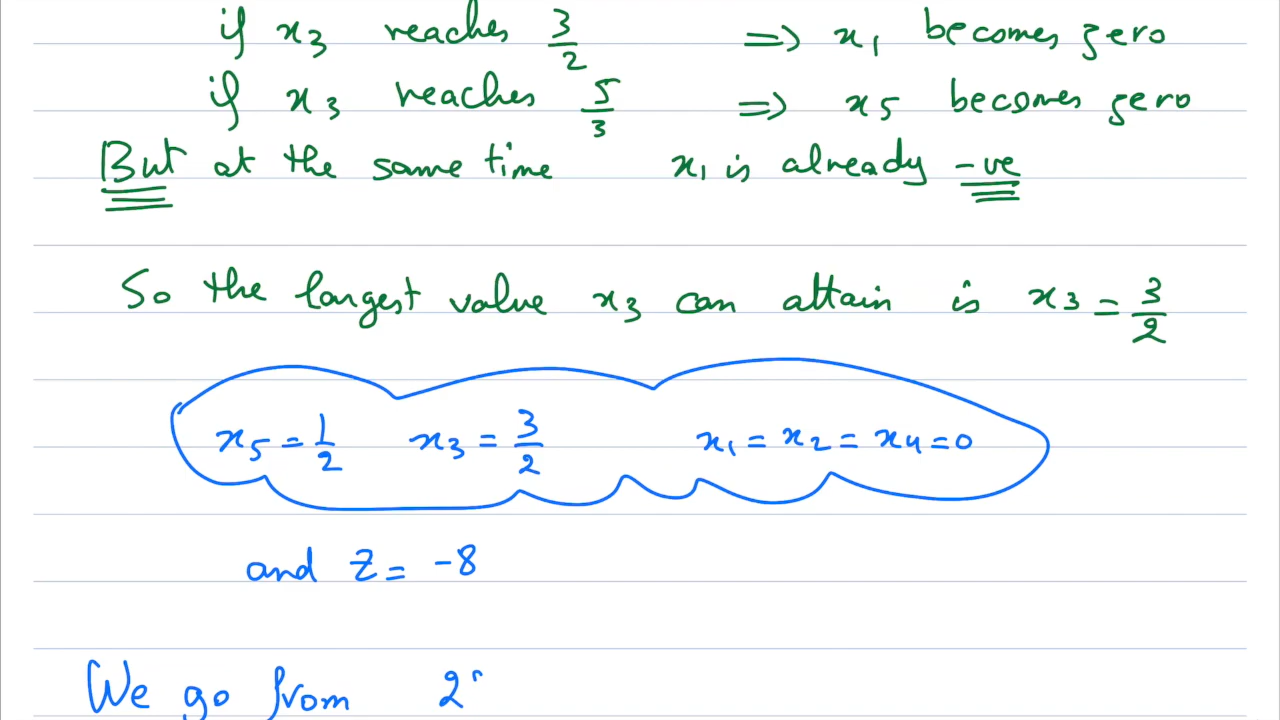 if x₃ reaches 3/2 => x₁ becomes zero
if x₃ reaches 5/3 => x₅ becomes zero
But at the same time x₁ is already -ve
So the largest value x₃ can attain is x₃ = 3/2
x₅ = 1/2 x₃ = 3/2 x₁ = x₂ = x₄ = 0
and Z = -8
We go from 2